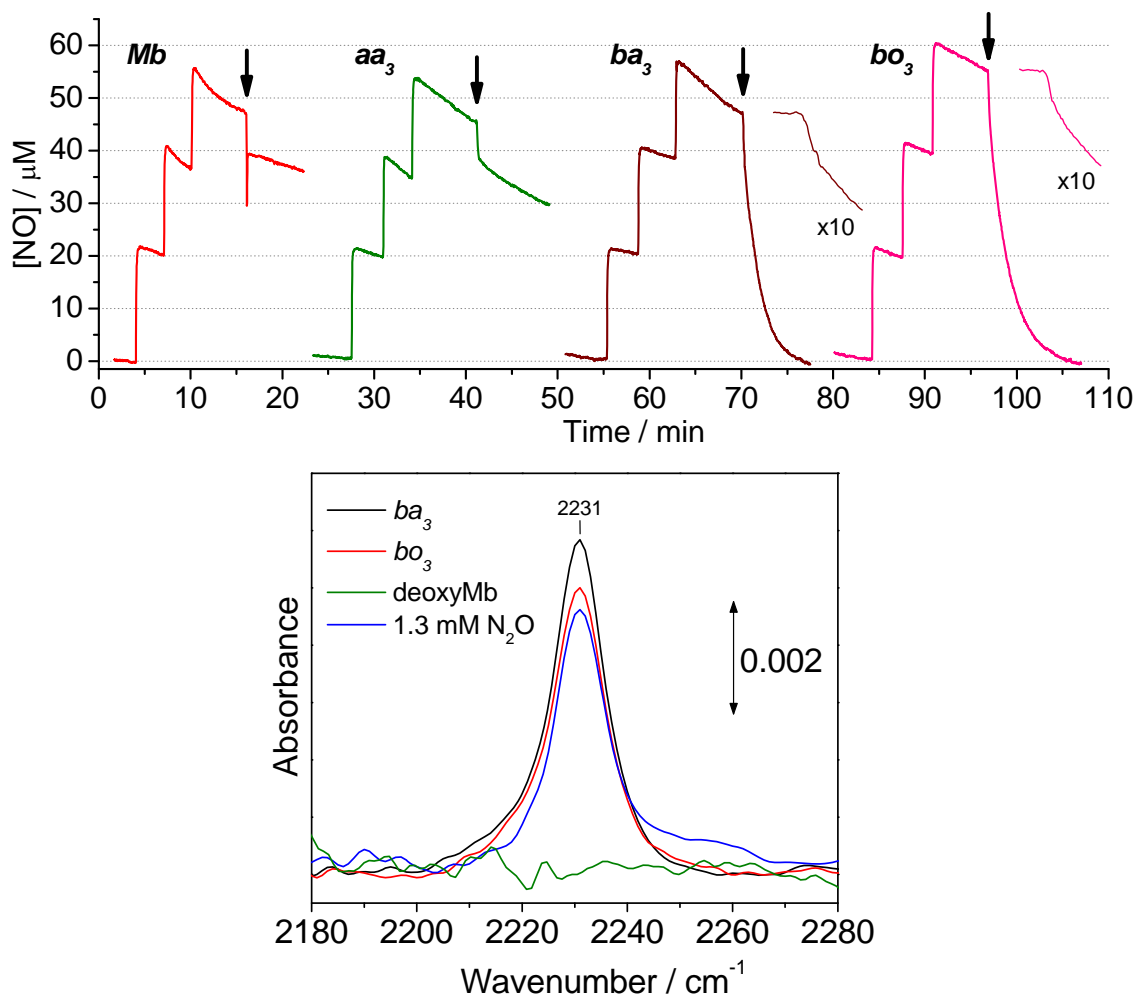 Mb aa3 ba3 bo3
60
50
40
30
20
10
0
[NO] / μM
x10
x10
0 10 20 30 40 50 60 70 80 90 100 110
Time / min
2231
ba3
bo3
deoxyMb
1.3 mM N2O
0.002
Absorbance
2180 2200 2220 2240 2260 2280
Wavenumber / cm-1